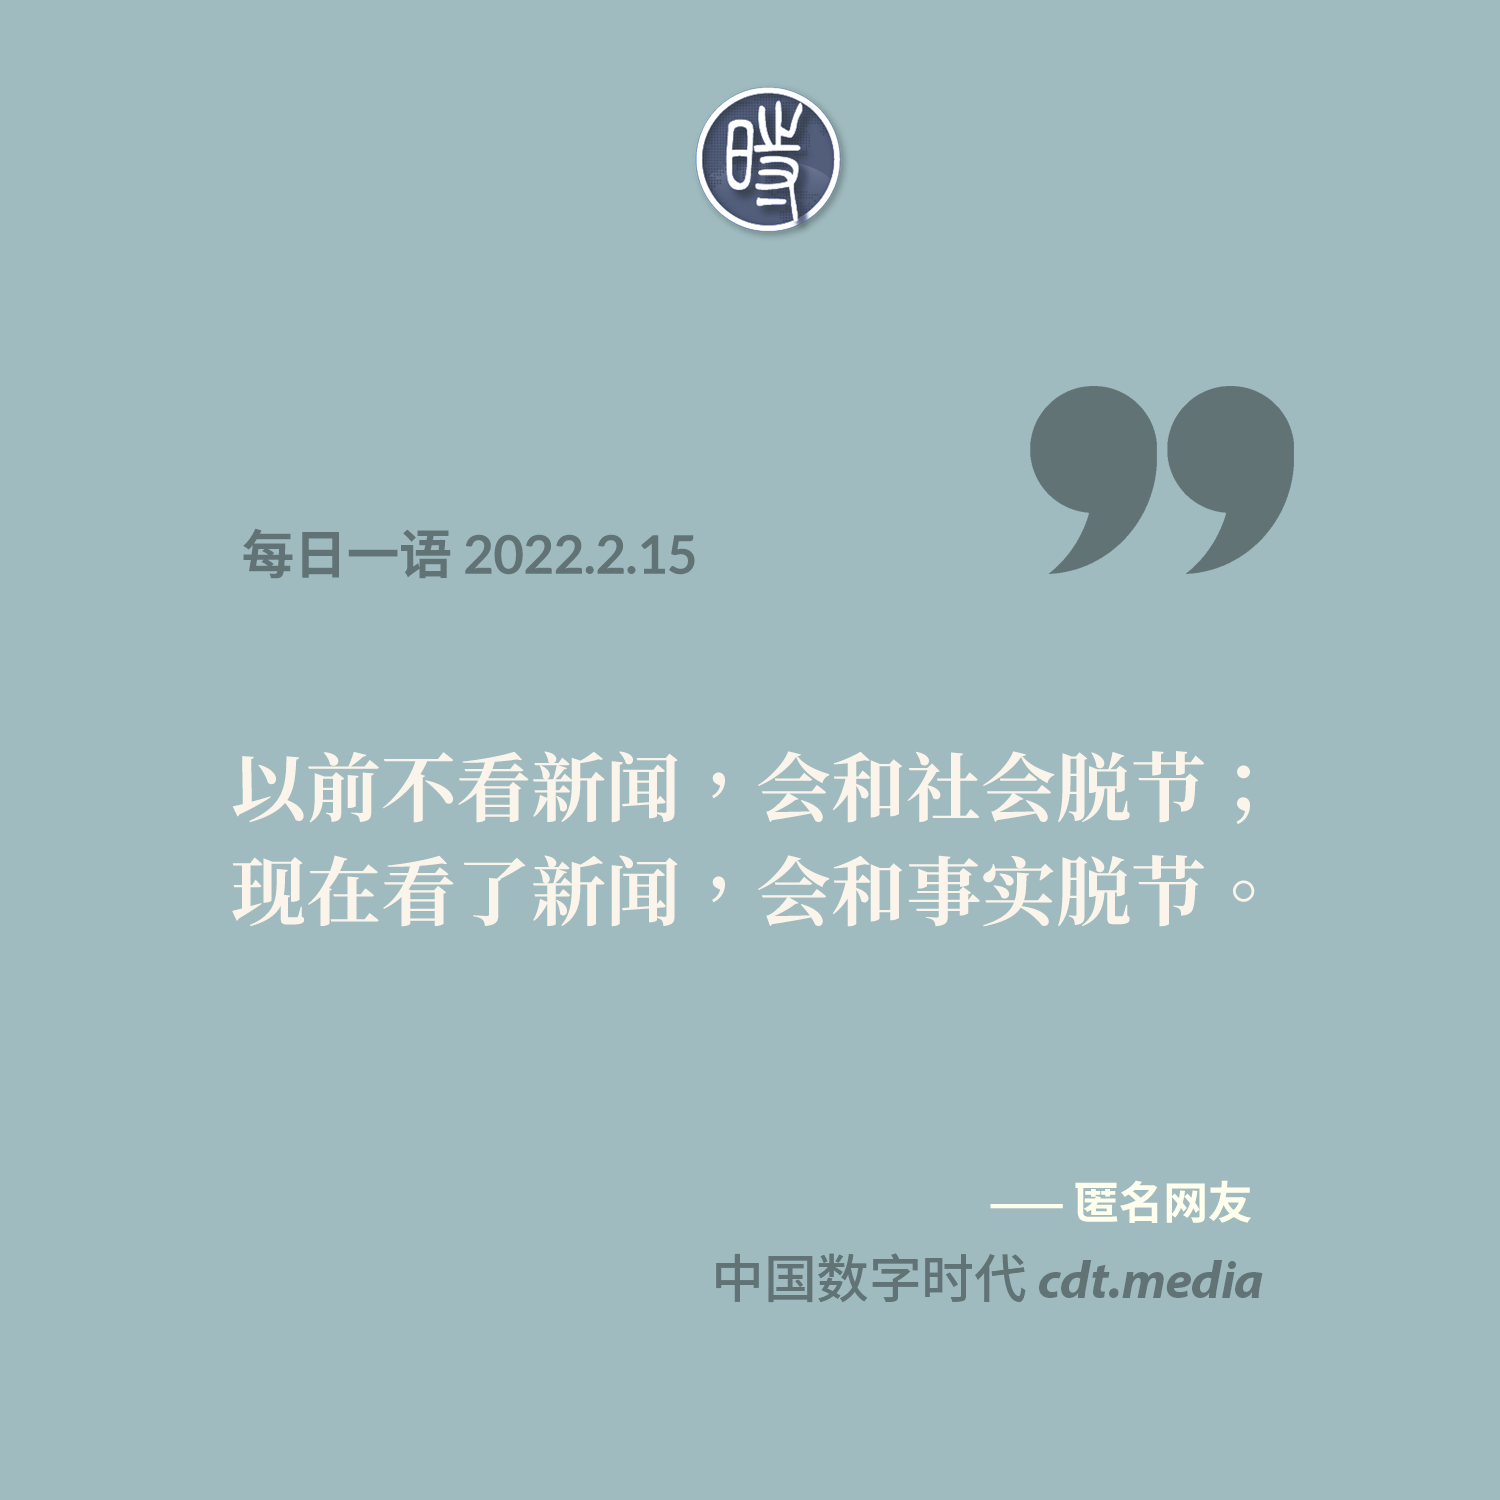 時
每日一语 2022.2.15
以前不看新闻，会和社会脱节；
现在看了新闻，会和事实脱节。
—— 匿名网友
中国数字时代 cdt.media